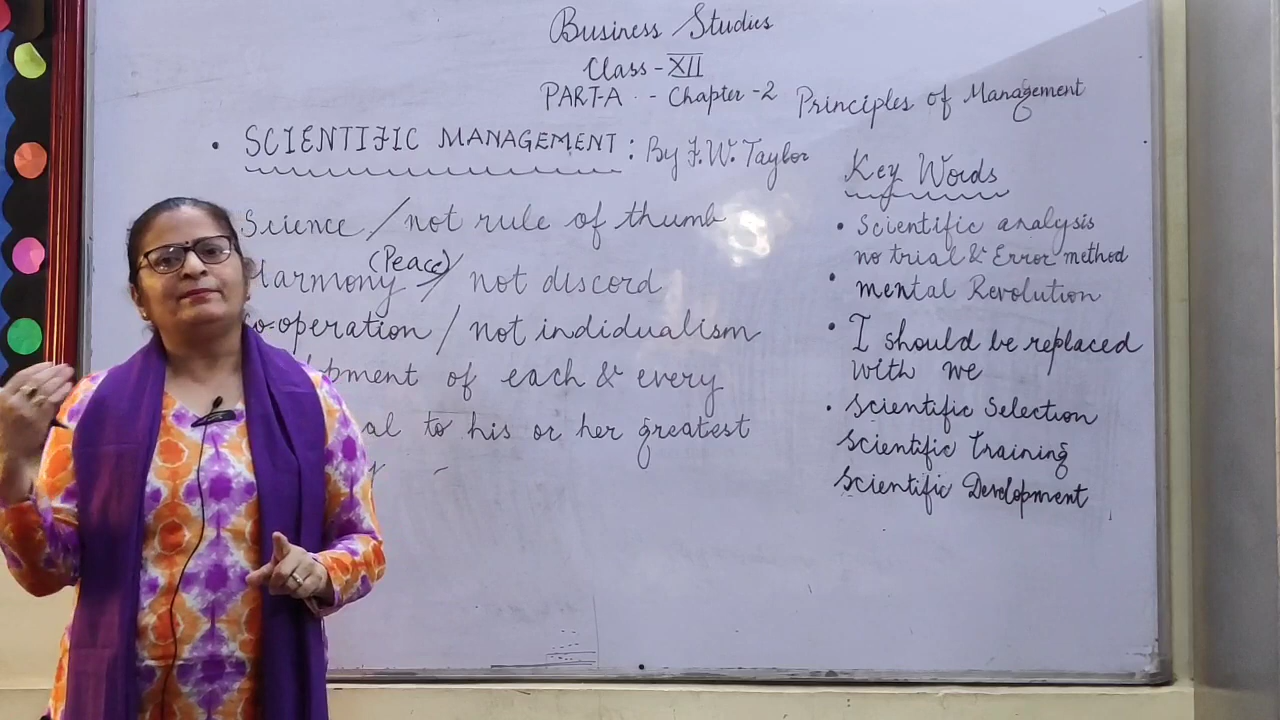 Business Studies
Class - XII
PART-A - Chapter - 2 Principles of Management
• SCIENTIFIC MANAGEMENT : By F.W. Taylor
Science / not rule of thumb
Harmony (Peace) / not discord
o-operation / not indidualism
pment of each & every
al to his or her greatest
Key Words
• Scientific analysis
no trial & Error method
• mental Revolution
• I should be replaced
with we
• Scientific Selection
Scientific Training
Scientific Development